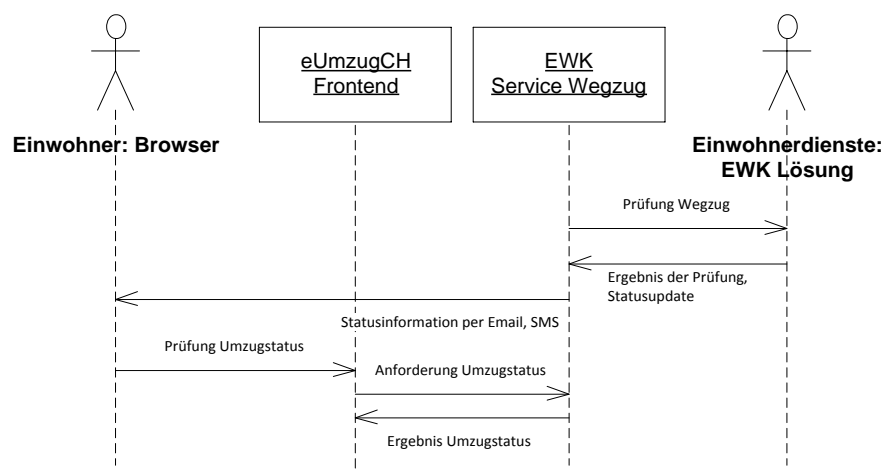 eUmzugCH
Frontend
EWK
Service Wegzug
Einwohner: Browser
Einwohnerdienste:
EWK Lösung
Prüfung Wegzug
Ergebnis der Prüfung,
Statusupdate
Statusinformation per Email, SMS
Prüfung Umzugstatus
Anforderung Umzugstatus
Ergebnis Umzugstatus